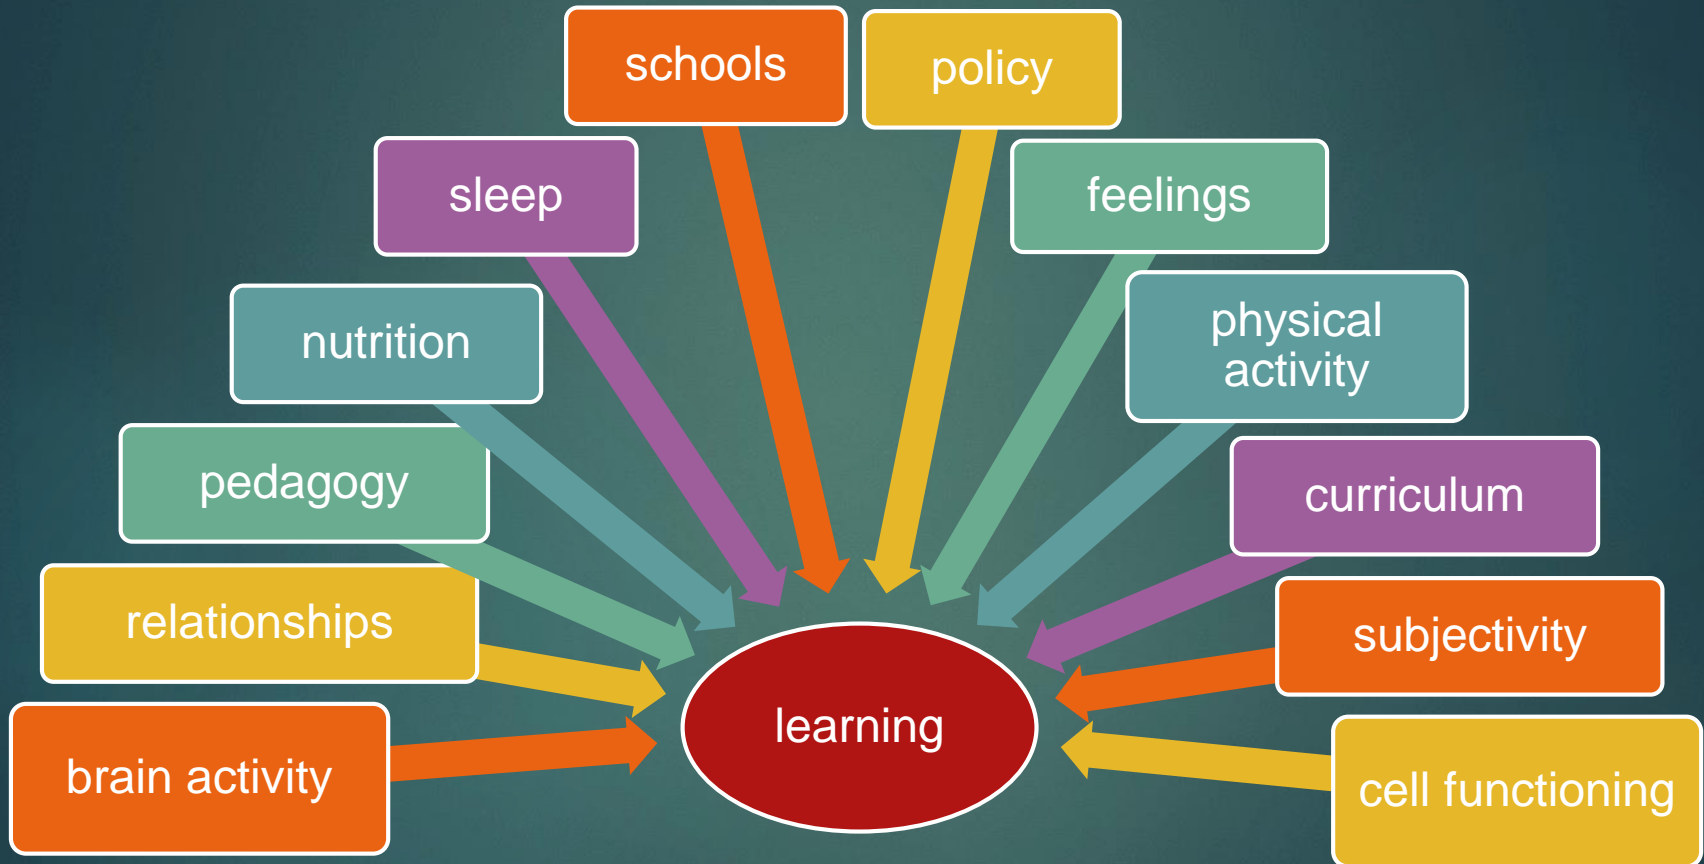 schools
policy
sleep
feelings
nutrition
physical
activity
pedagogy
curriculum
relationships
subjectivity
learning
brain activity
cell functioning